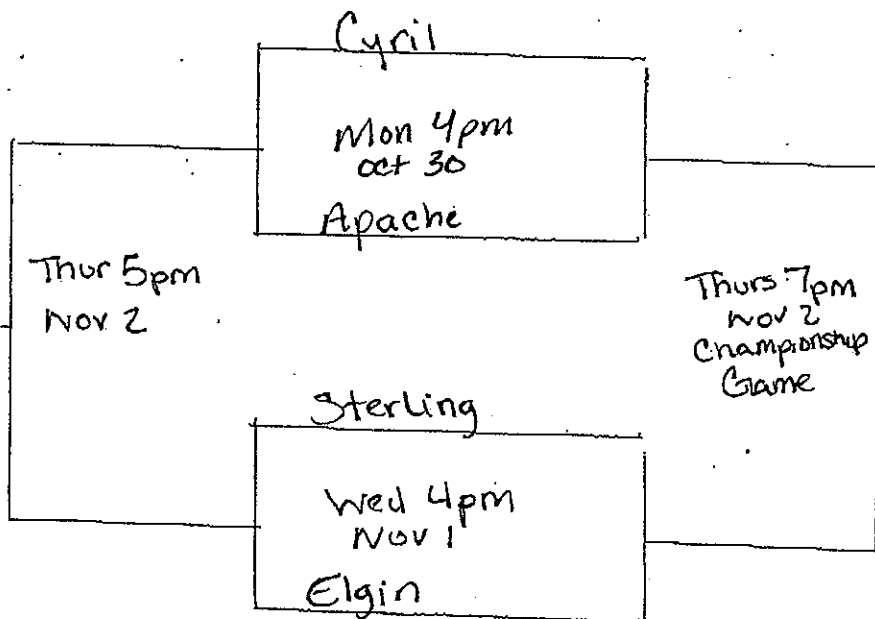 Cyril
Mon 4pm
oct 30
Apache
Thur 5pm
Nov 2
Thurs 7pm
Nov 2
Championship
Game
Sterling
Wed 4pm
Nov 1
Elgin